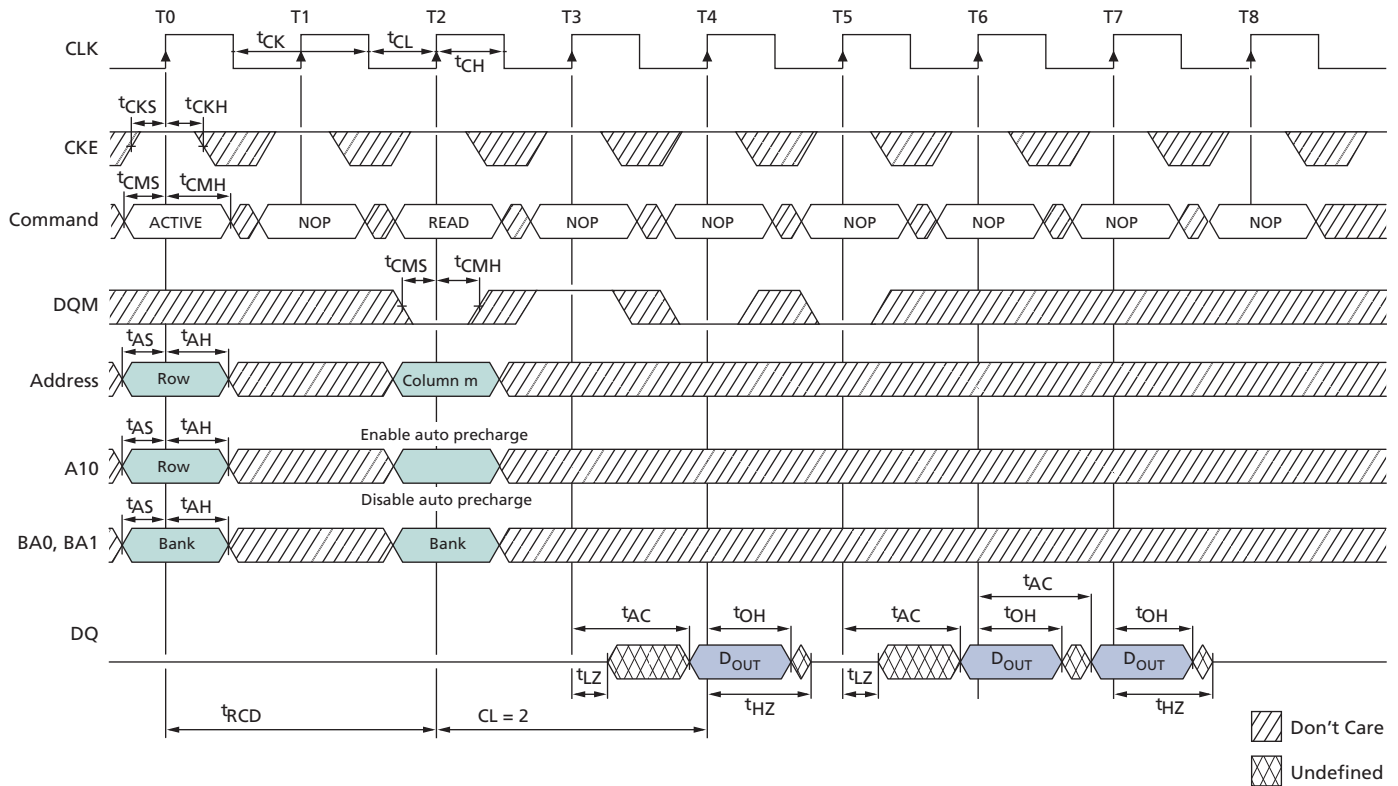 T0 T1 T2 T3 T4 T5 T6 T7 T8
CLK
tCK tCL
tCH
tCKS tCKH
CKE
tCMS tCMH
Command ACTIVE NOP READ NOP NOP NOP NOP NOP NOP
tCMS tCMH
DQM
tAS tAH
Address Row Column m
tAS tAH Enable auto precharge
A10 Row
Disable auto precharge
tAS tAH
BA0, BA1 Bank Bank
tAC
tAC tOH tAC tOH tOH
DQ
DOUT DOUT DOUT
tLZ tLZ
tHZ tHZ
tRCD CL = 2
Don't Care
Undefined